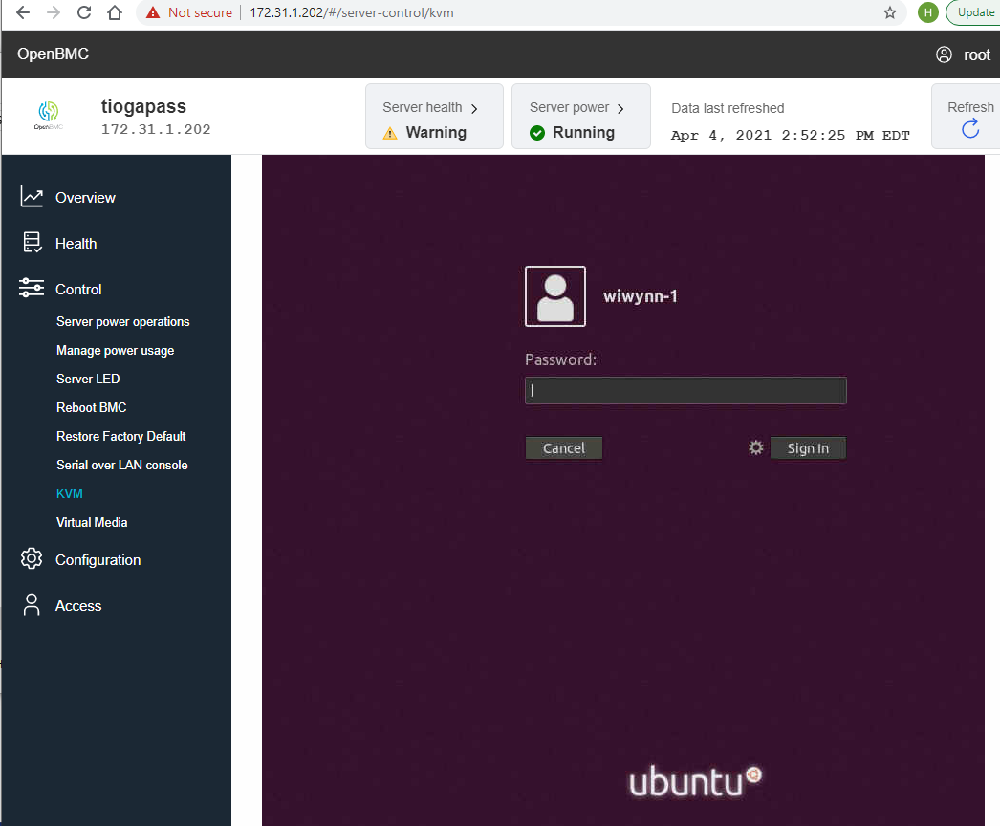 Not secure | 172.31.1.202/#/server-control/kvm
H
Update
OpenBMC
root
OpenBMC
tiogapass
172.31.1.202
Server health
Warning
Server power
Running
Data last refreshed
Apr 4, 2021 2:52:25 PM EDT
Refresh
Overview
Health
Control
Server power operations
Manage power usage
Server LED
Reboot BMC
Restore Factory Default
Serial over LAN console
KVM
Virtual Media
Configuration
Access
wiwynn-1
Password:
Cancel
Sign In
ubuntu